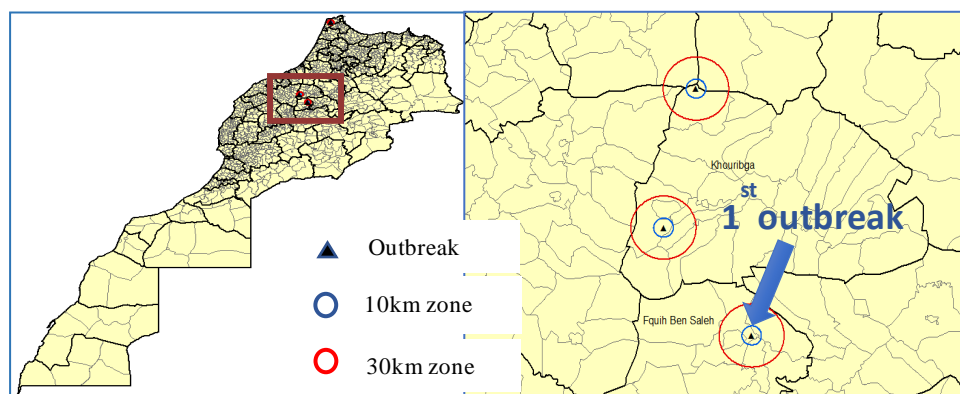 Outbreak
10km zone
30km zone
Khouribga
1st outbreak
Fquih Ben Saleh